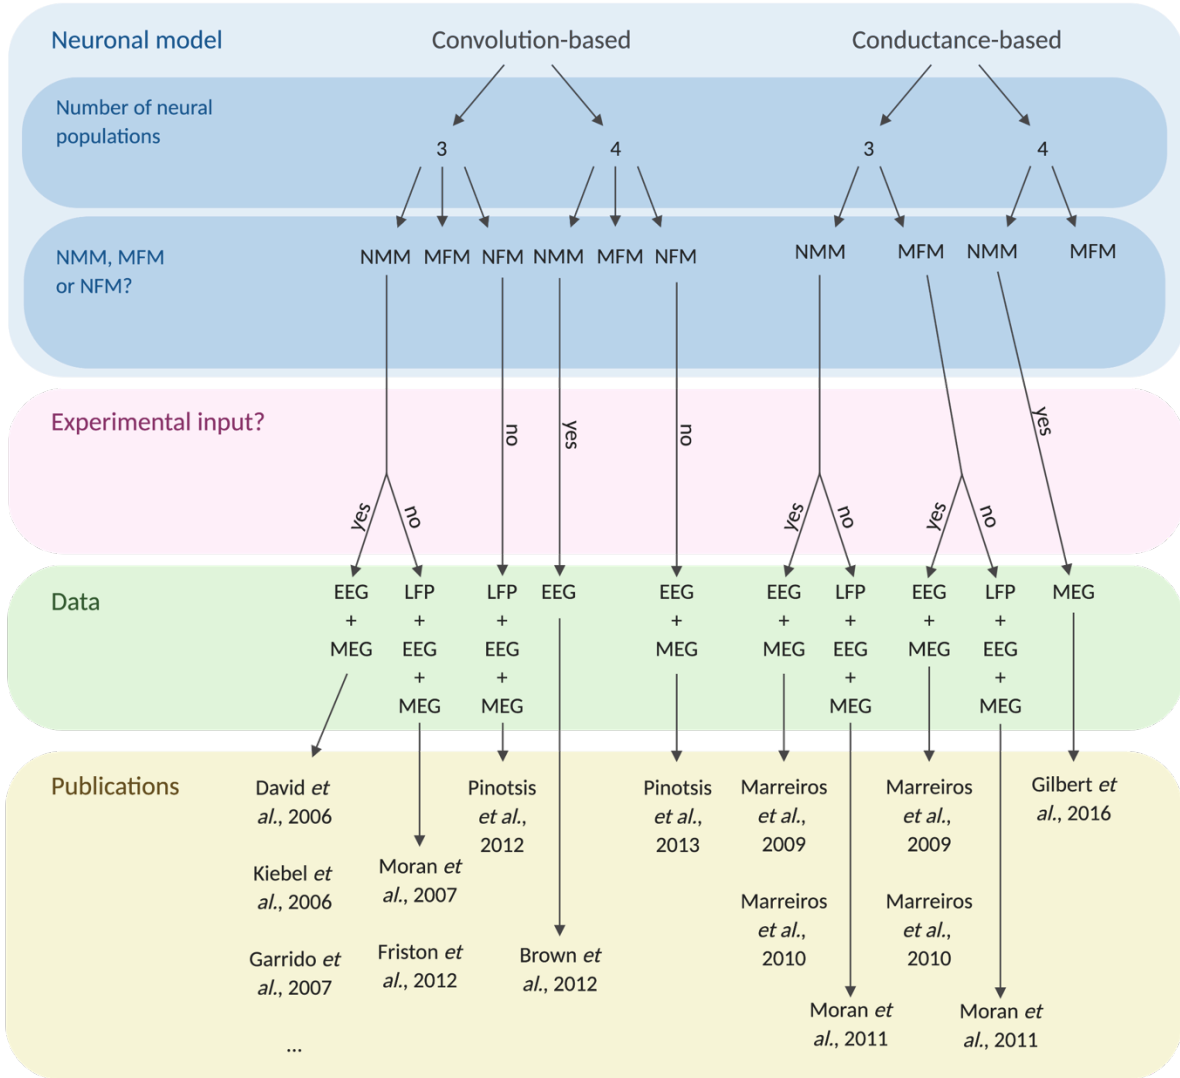 Neuronal model
Convolution-based
Conductance-based
Number of neural
populations
3
4
3
4
NMM, MFM
or NFM?
NMM
MFM
NFM
NMM
MFM
NFM
NMM
MFM
NMM
MFM
Experimental input?
yes
no
no
yes
no
yes
no
yes
no
yes
Data
EEG
+
MEG
LFP
+
EEG
+
MEG
LFP
+
EEG
+
MEG
EEG
EEG
+
MEG
EEG
+
MEG
LFP
+
EEG
+
MEG
EEG
+
MEG
LFP
+
EEG
+
MEG
MEG
Publications
David et
al., 2006
Kiebel et
al., 2006
Garrido et
al., 2007
...
Moran et
al., 2007
Friston et
al., 2012
Pinotsis
et al.,
2012
Brown et
al., 2012
Pinotsis
et al.,
2013
Marreiros
et al.,
2009
Marreiros
et al.,
2010
Moran et
al., 2011
Marreiros
et al.,
2009
Marreiros
et al.,
2010
Moran et
al., 2011
Gilbert et
al., 2016